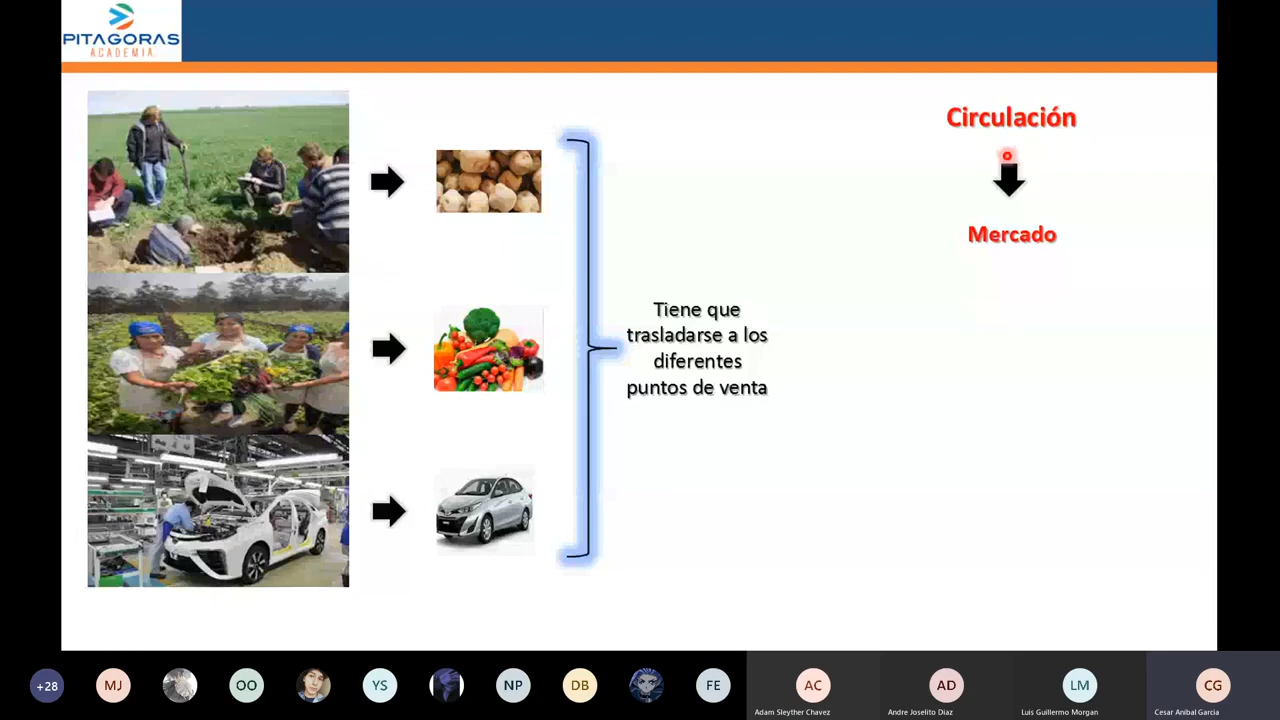 PITAGORAS
ACADEMIA
Circulación
Mercado
Tiene que
trasladarse a los
diferentes
puntos de venta
+28
MJ
OO
YS
NP
DB
FE
AC
AD
LM
CG
Adam Sleyther Chavez
Andre Joselito Diaz
Luis Guillermo Morgan
Cesar Anibal Garcia